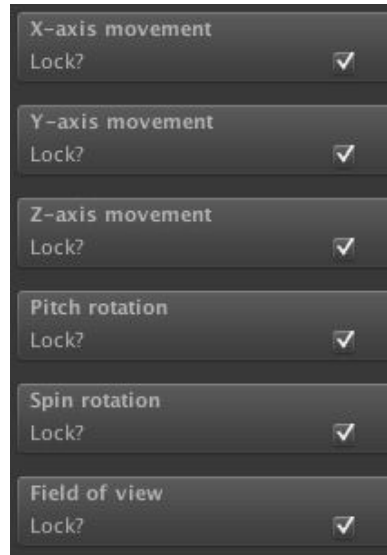 X-axis movement
Lock?
Y-axis movement
Lock?
Z-axis movement
Lock?
Pitch rotation
Lock?
Spin rotation
Lock?
Field of view
Lock?